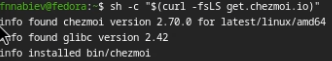 fnnabiev@fedora:~$ sh -c "$(curl -fsLS get.chezmoi.io)"
info found chezmoi version 2.70.0 for latest/linux/amd64
info found glibc version 2.42
info installed bin/chezmoi